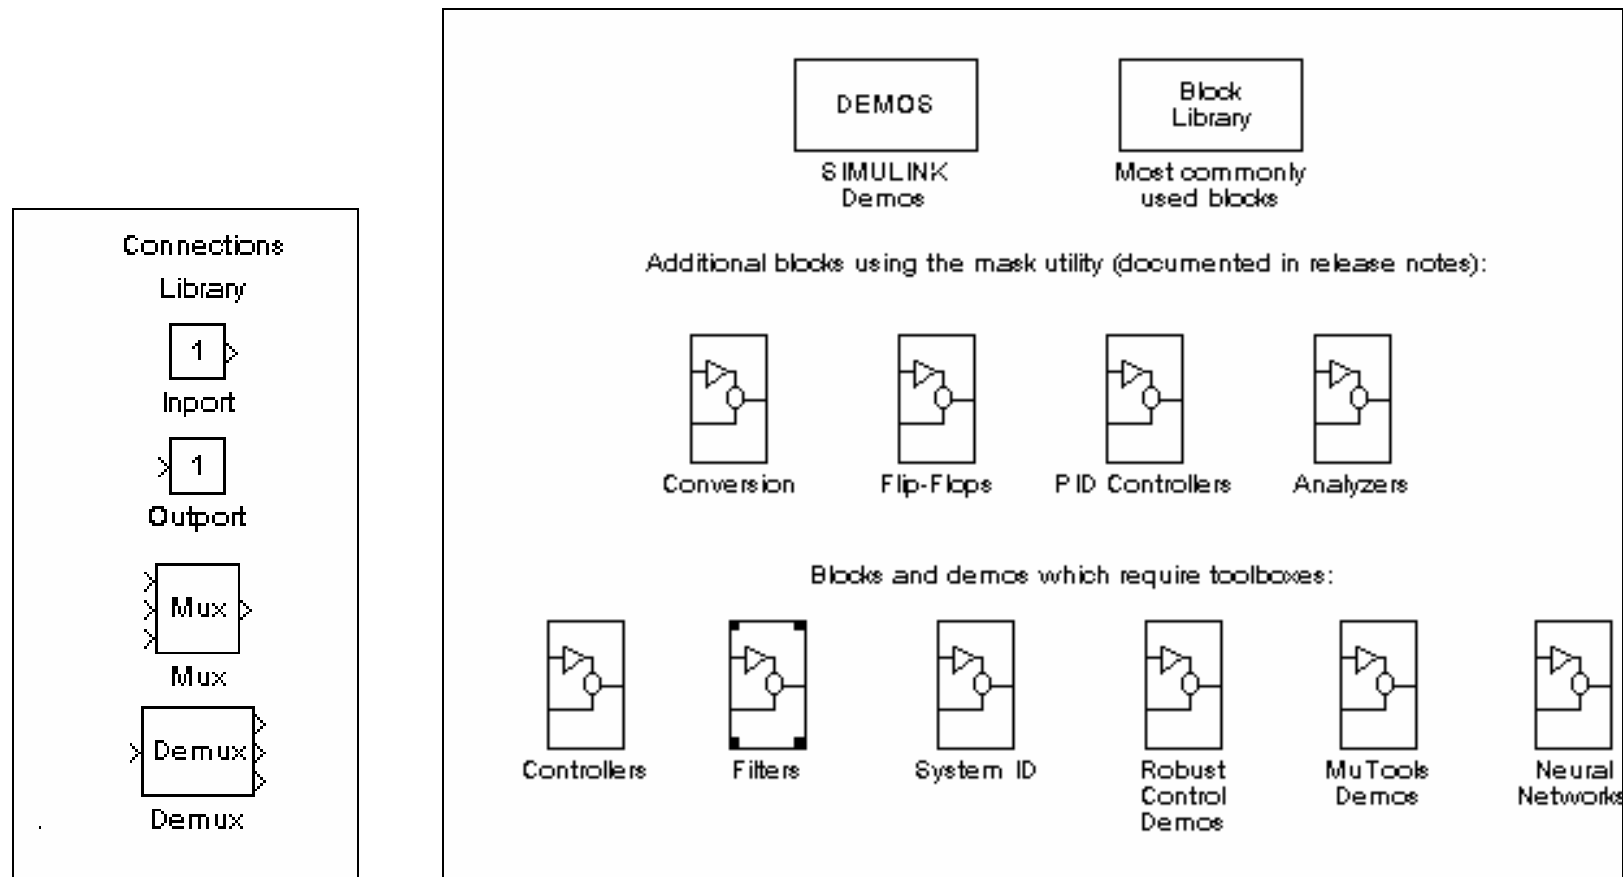 Connections
Library
1
Inport
1
Outport
Mux
Mux
Demux
Demux
DEMOS
SIMULINK
Demos
Block
Library
Most commonly
used blocks
Additional blocks using the mask utility (documented in release notes):
Conversion
Flip-Flops
PID Controllers
Analyzers
Blocks and demos which require toolboxes:
Controllers
Filters
System ID
Robust
Control
Demos
MuTools
Demos
Neural
Networks